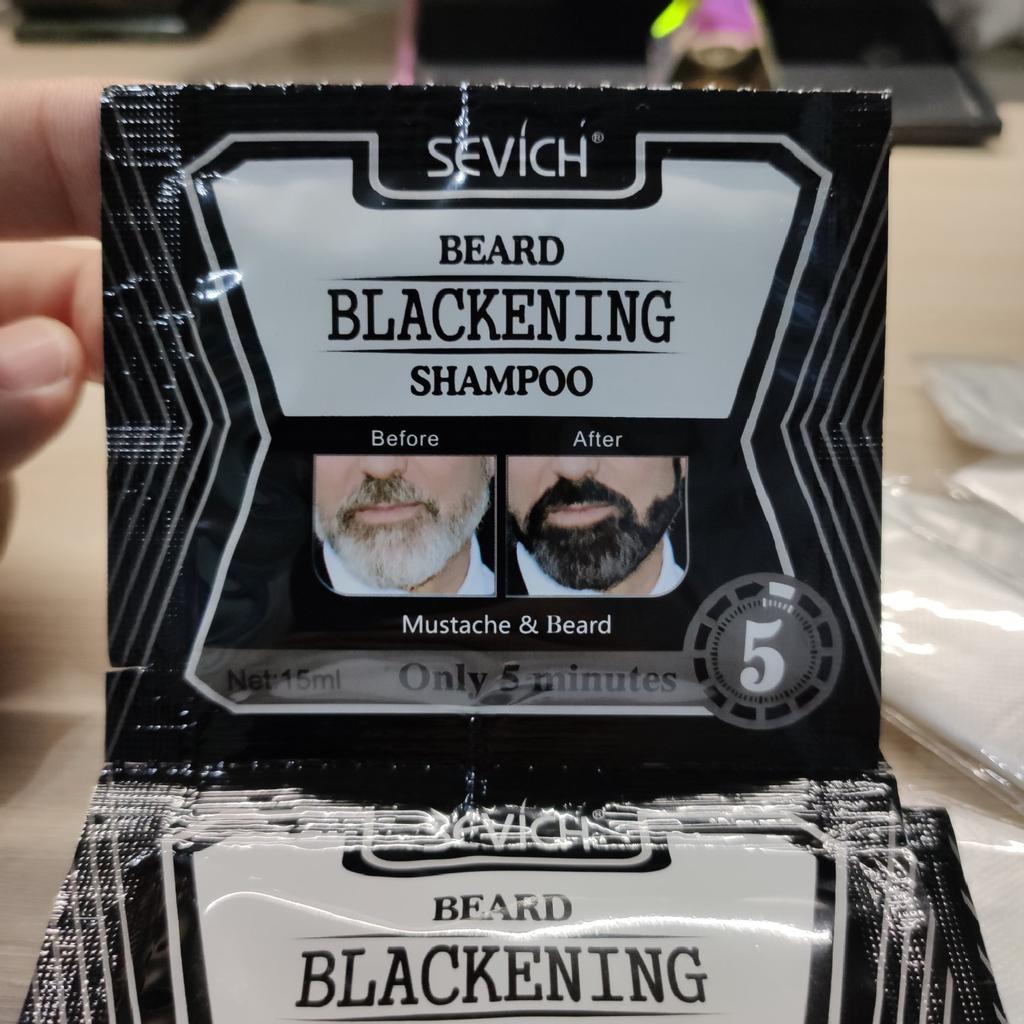 SEVICH®
BEARD
BLACKENING
SHAMPOO
Before After
Mustache & Beard
Net:15ml Only 5 minutes
5
SEVICH®
BEARD
BLACKENING